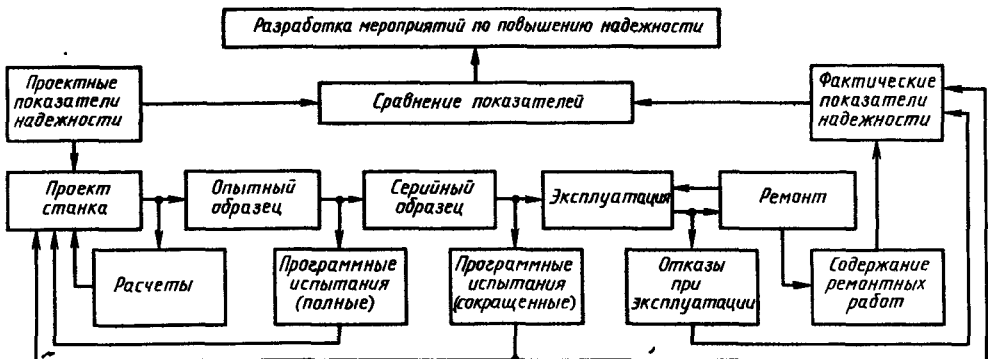 Разработка мероприятий по повышению надежности
Проектные
показатели
надежности
Сравнение показателей
Фактические
показатели
надежности
Проект
станка
Опытный
образец
Серийный
образец
Эксплуатация
Ремонт
Расчеты
Программные
испытания
(полные)
Программные
испытания
(сокращенные)
Отказы
при
эксплуатации
Содержание
ремонтных
работ